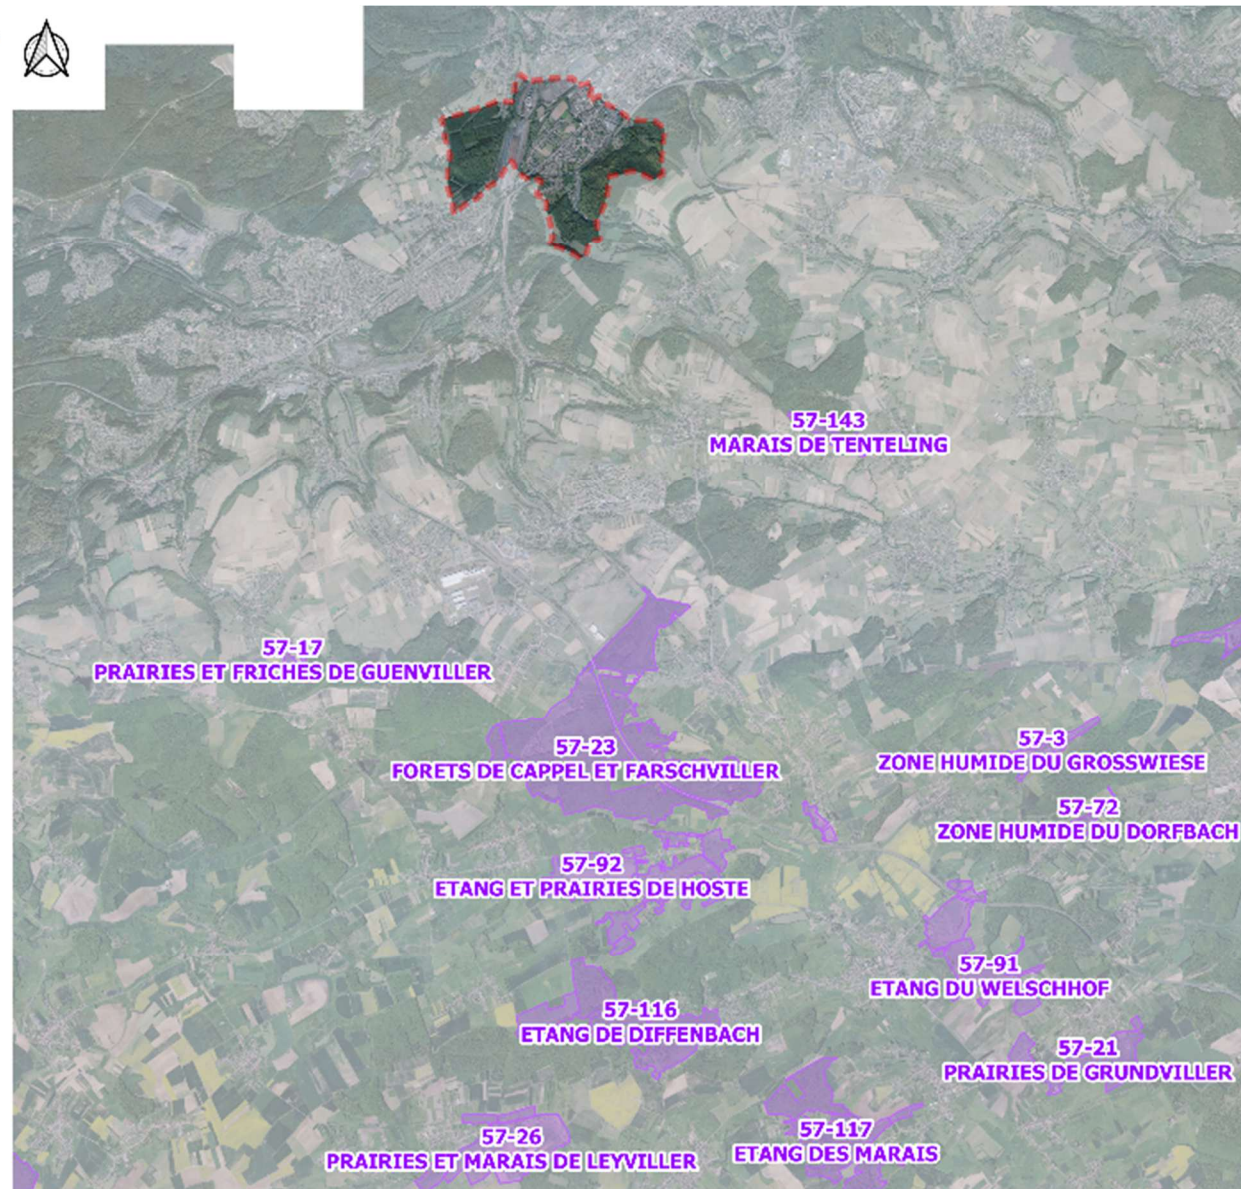 57-143
MARAIS DE TENTELING
57-17
PRAIRIES ET FRICHES DE GUENVILLER
57-23
FORETS DE CAPPEL ET FARSCHVILLER
57-3
ZONE HUMIDE DU GROSSWIESE
57-72
ZONE HUMIDE DU DORFBACH
57-92
ETANG ET PRAIRIES DE HOSTE
57-91
ETANG DU WELSCHHOF
57-116
ETANG DE DIFFENBACH
57-21
PRAIRIES DE GRUNDVILLER
57-26
PRAIRIES ET MARAIS DE LEYVILLER
57-117
ETANG DES MARAIS